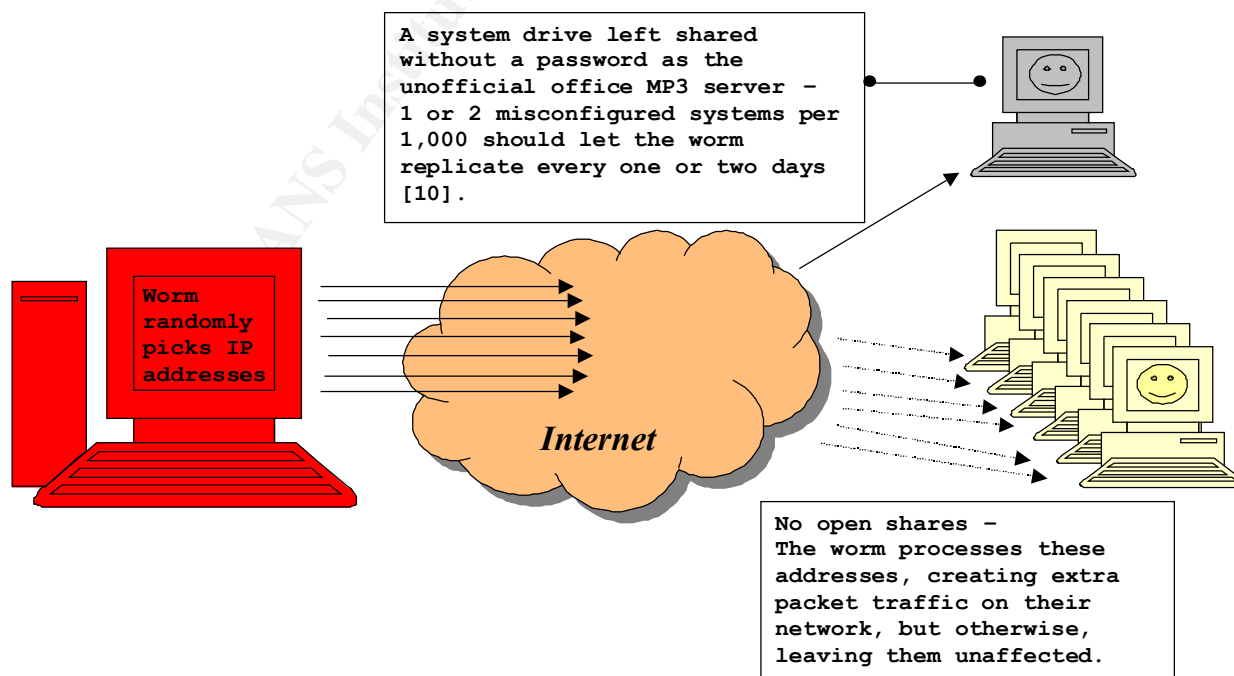 A system drive left shared
without a password as the
unofficial office MP3 server –
1 or 2 misconfigured systems per
1,000 should let the worm
replicate every one or two days
[10].
Worm
randomly
picks IP
addresses
Internet
No open shares –
The worm processes these
addresses, creating extra
packet traffic on their
network, but otherwise,
leaving them unaffected.